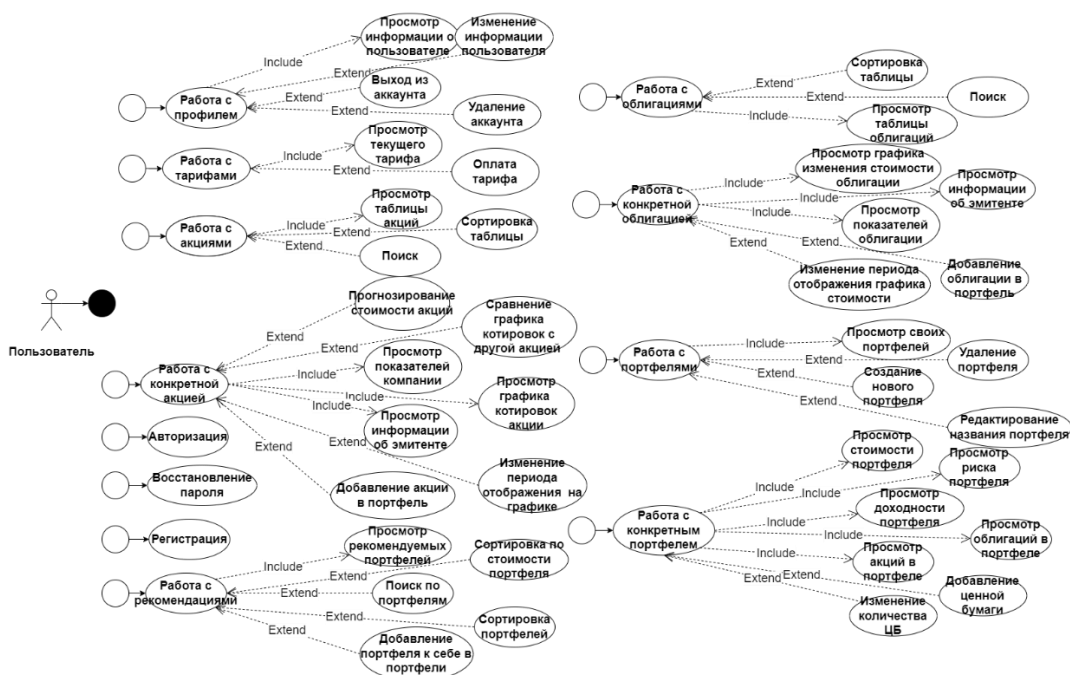 Пользователь
Include
Просмотр
информации о
пользователе
Изменение
информации
пользователя
Extend
Работа с
профилем
Extend
Выход из
аккаунта
Extend
Удаление
аккаунта
Работа с
тарифами
Include
Просмотр
текущего
тарифа
Extend
Оплата
тарифа
Работа с
акциями
Include
Просмотр
таблицы
акций
Extend
Сортировка
таблицы
Extend
Поиск
Работа с
конкретной
акцией
Extend
Прогнозирование
стоимости акций
Extend
Сравнение
графика
котировок с
другой акцией
Include
Просмотр
показателей
компании
Include
Просмотр
графика
котировок
акции
Include
Просмотр
информации
об эмитенте
Extend
Изменение
периода
отображения на
графике
Extend
Добавление акции
в портфель
Авторизация
Восстановление
пароля
Регистрация
Работа с
рекомендациями
Include
Просмотр
рекомендуемых
портфелей
Extend
Сортировка по
стоимости
портфеля
Extend
Поиск по
портфелям
Extend
Сортировка
портфелей
Extend
Добавление
портфеля к себе в
портфели
Работа с
облигациями
Extend
Сортировка
таблицы
Extend
Поиск
Include
Просмотр
таблицы
облигаций
Работа с
конкретной
облигацией
Include
Просмотр графика
изменения стоимости
облигации
Include
Просмотр
информации
об эмитенте
Include
Просмотр
показателей
облигации
Extend
Добавление
облигации в
портфель
Extend
Изменение периода
отображения графика
стоимости
Работа с
портфелями
Include
Просмотр своих
портфелей
Extend
Удаление
портфеля
Extend
Создание
нового
портфеля
Extend
Редактирование
названия портфеля
Работа с
конкретным
портфелем
Include
Просмотр
стоимости
портфеля
Include
Просмотр
риска
портфеля
Include
Просмотр
доходности
портфеля
Include
Просмотр
облигаций в
портфеле
Include
Просмотр
акций в
портфеле
Extend
Добавление
ценной
бумаги
Extend
Изменение
количества
ЦБ